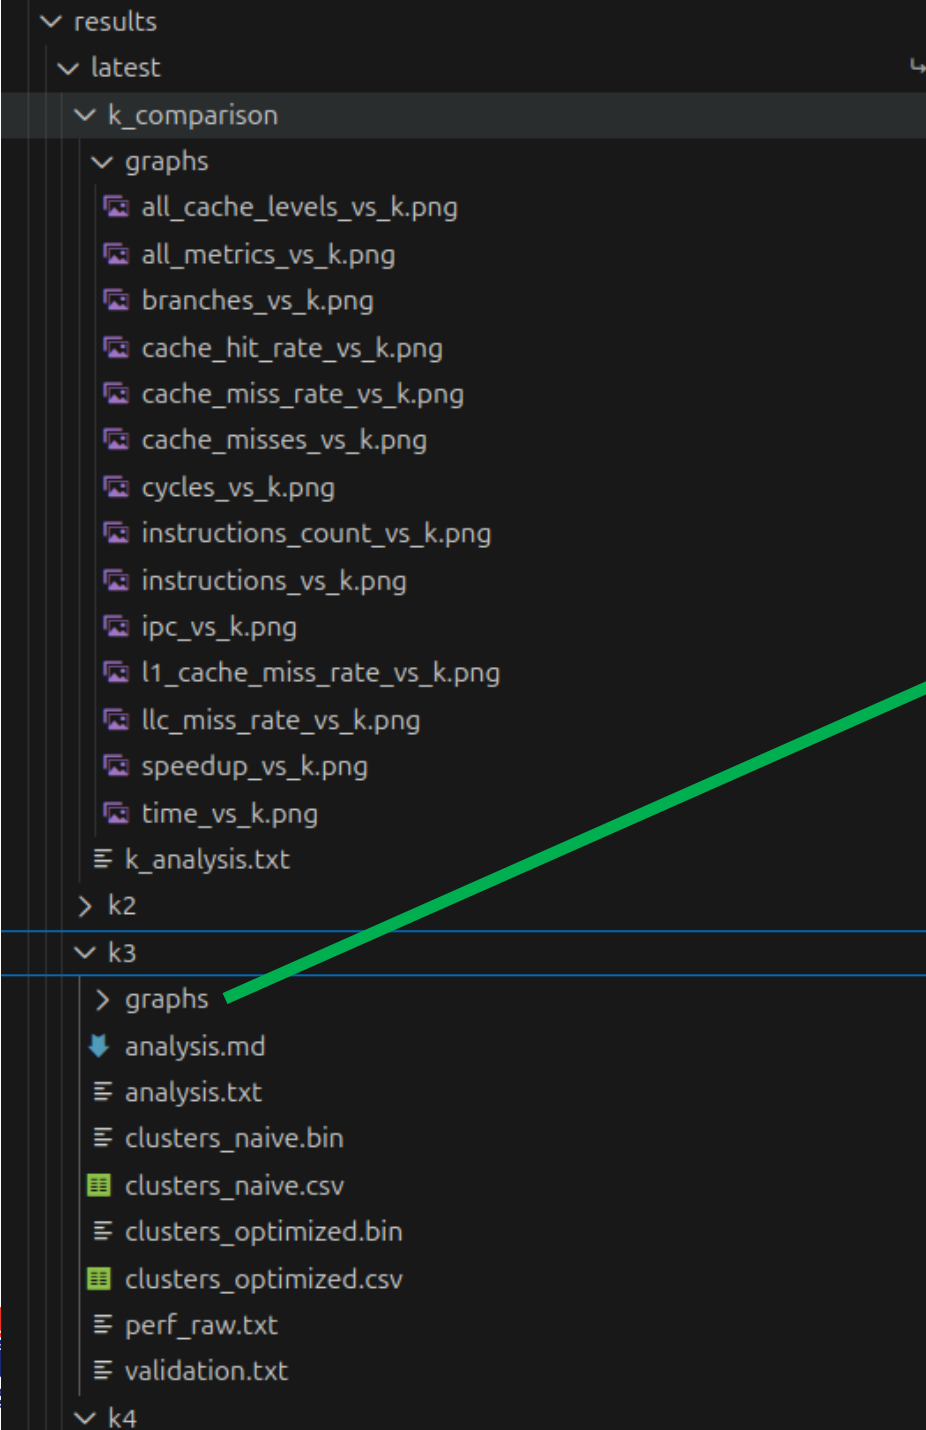 results
latest
k_comparison
graphs
all_cache_levels_vs_k.png
all_metrics_vs_k.png
branches_vs_k.png
cache_hit_rate_vs_k.png
cache_miss_rate_vs_k.png
cache_misses_vs_k.png
cycles_vs_k.png
instructions_count_vs_k.png
instructions_vs_k.png
ipc_vs_k.png
l1_cache_miss_rate_vs_k.png
llc_miss_rate_vs_k.png
speedup_vs_k.png
time_vs_k.png
k_analysis.txt
k2
k3
graphs
analysis.md
analysis.txt
clusters_naive.bin
clusters_naive.csv
clusters_optimized.bin
clusters_optimized.csv
perf_raw.txt
validation.txt
k4